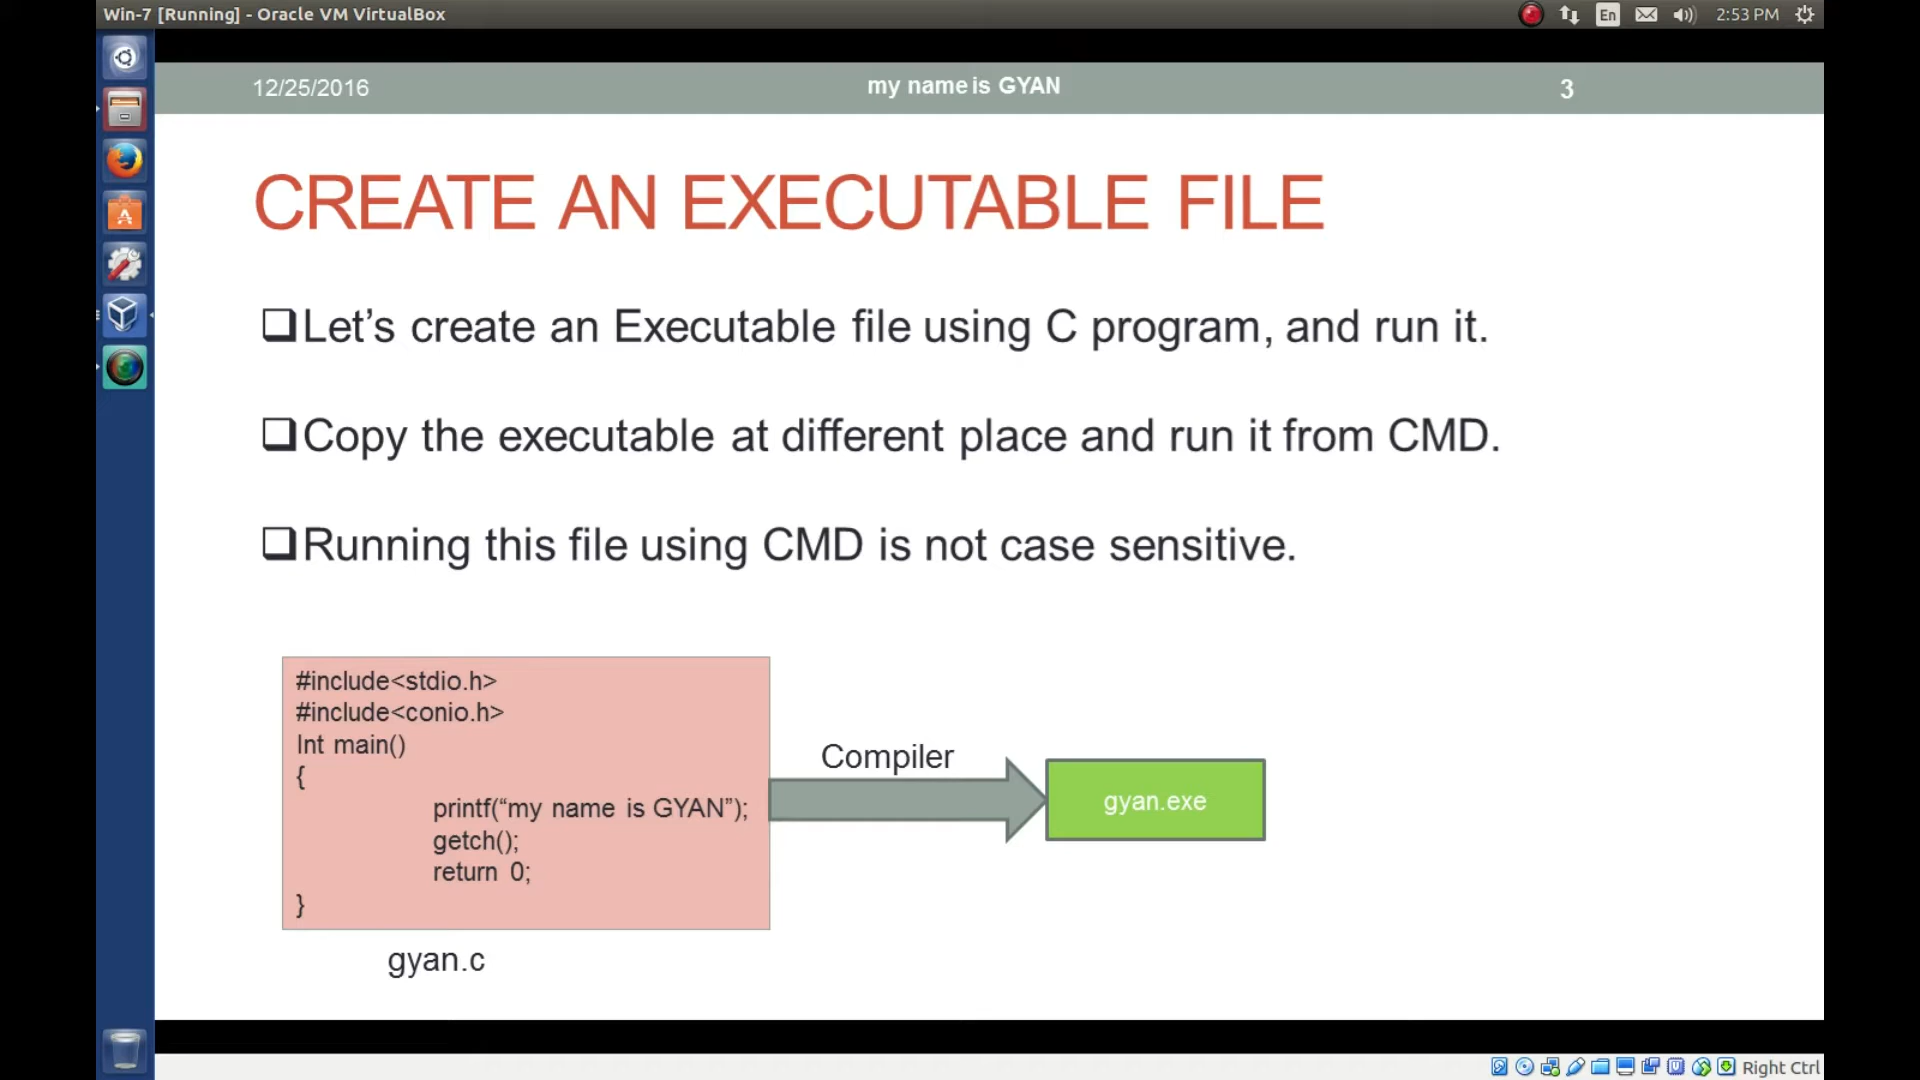 Win-7 [Running] - Oracle VM VirtualBox
En
2:53 PM
12/25/2016
my name is GYAN
3
CREATE AN EXECUTABLE FILE
Let’s create an Executable file using C program, and run it.
Copy the executable at different place and run it from CMD.
Running this file using CMD is not case sensitive.
#include<stdio.h>
#include<conio.h>
Int main()
{
printf(“my name is GYAN”);
getch();
return 0;
}
Compiler
gyan.exe
gyan.c
Right Ctrl